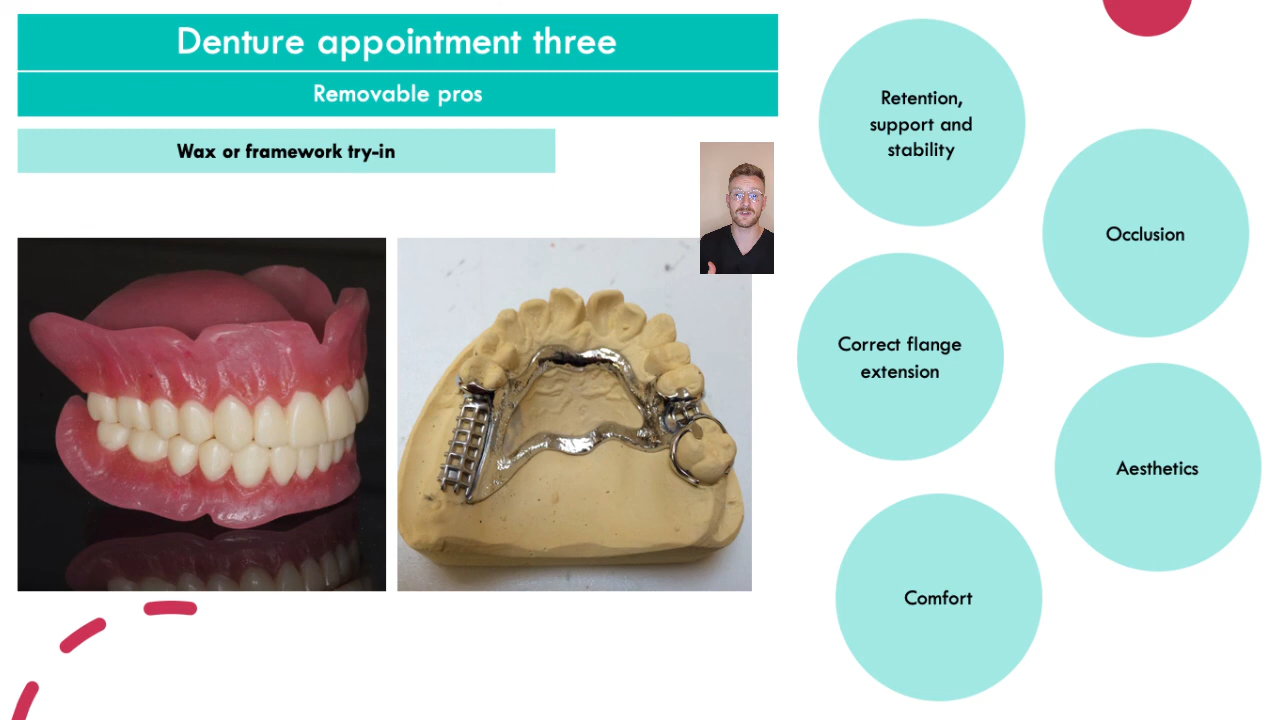 Denture appointment three
Removable pros
Wax or framework try-in
Retention,
support and
stability
Occlusion
Correct flange
extension
Aesthetics
Comfort